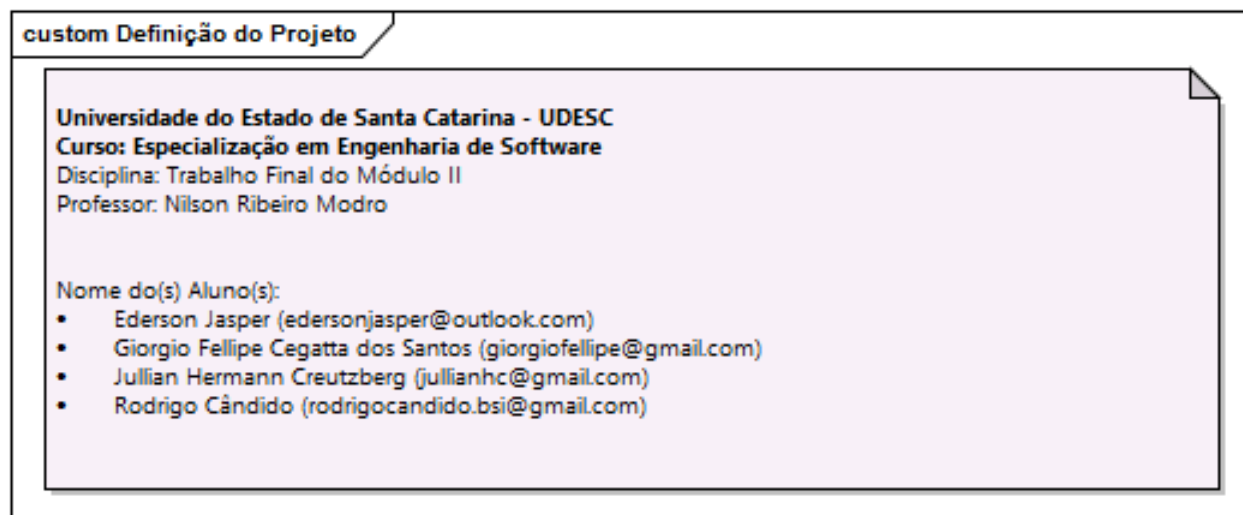 custom Definição do Projeto
Universidade do Estado de Santa Catarina - UDESC
Curso: Especialização em Engenharia de Software
Disciplina: Trabalho Final do Módulo II
Professor: Nilson Ribeiro Modro
Nome do(s) Aluno(s):
• Ederson Jasper (edersonjasper@outlook.com)
• Giorgio Fellipe Cegatta dos Santos (giorgiofellipe@gmail.com)
• Jullian Hermann Creutzberg (jullianhc@gmail.com)
• Rodrigo Cândido (rodrigocandido.bsi@gmail.com)